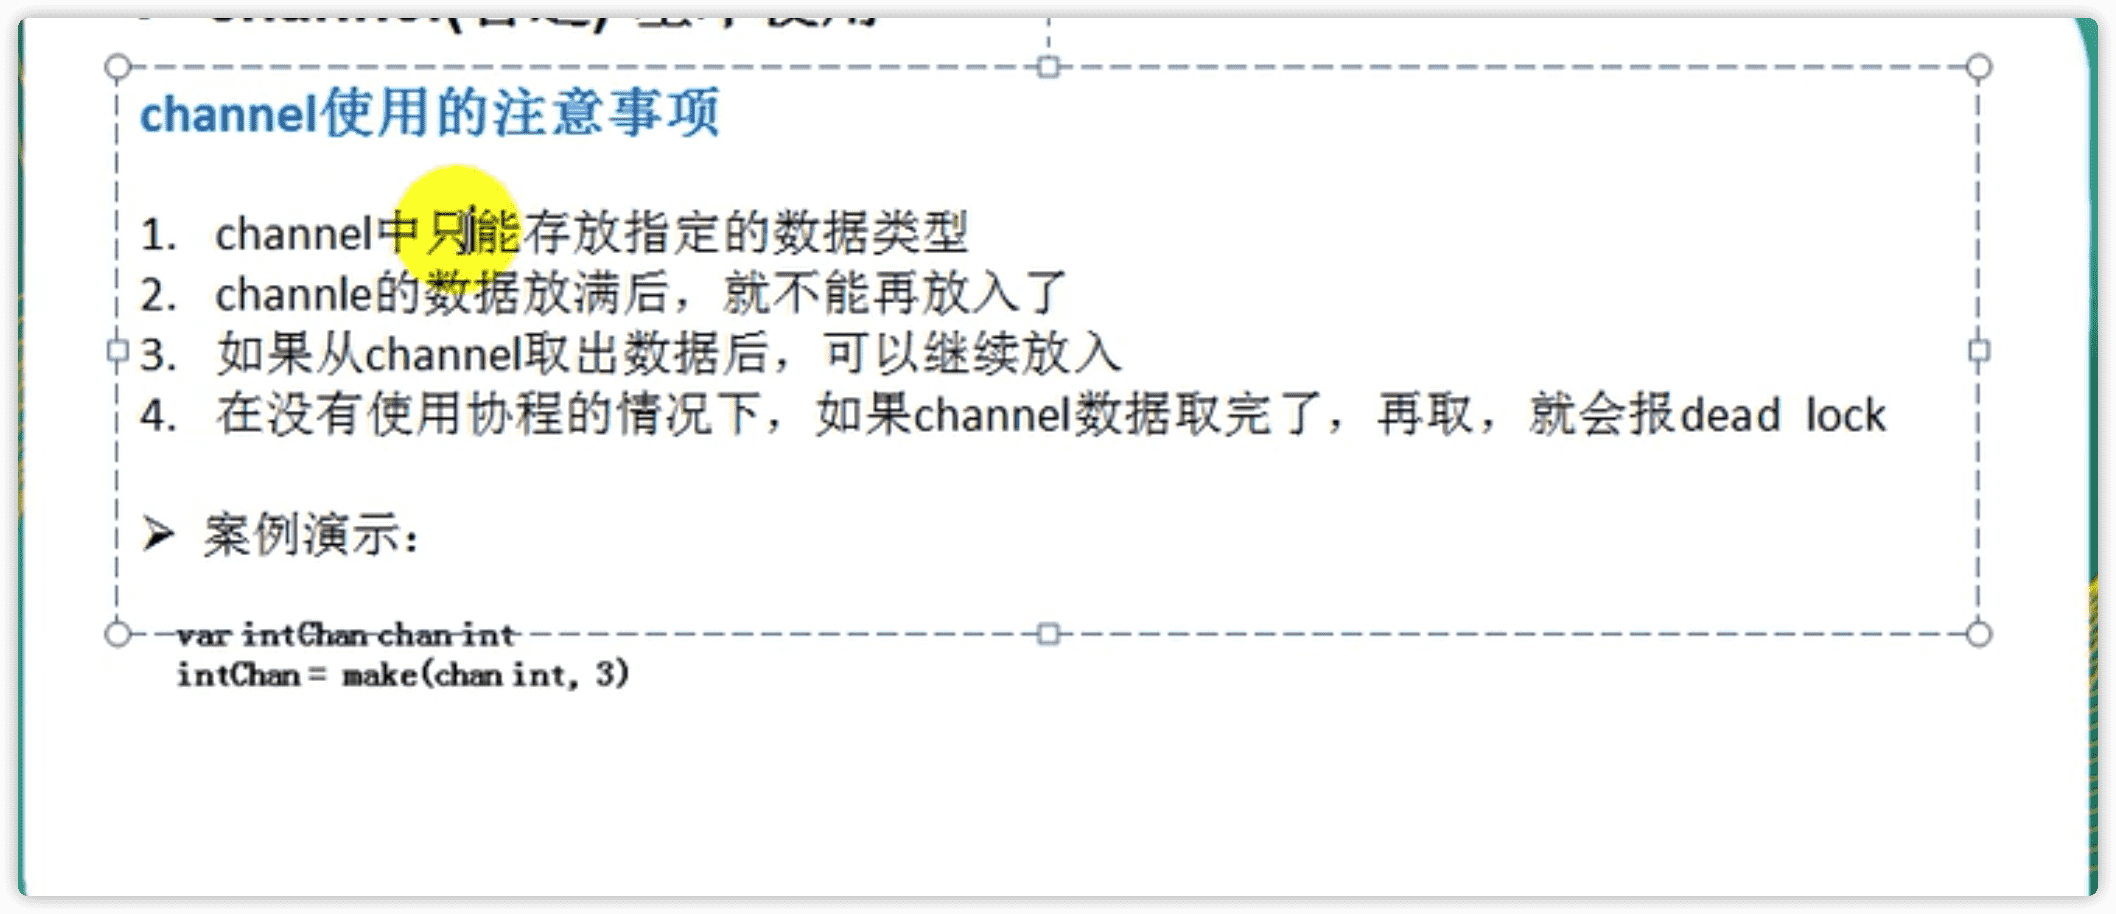 channel使用的注意事项
1. channel中只能存放指定的数据类型
2. channle的数据放满后，就不能再放入了
3. 如果从channel取出数据后，可以继续放入
4. 在没有使用协程的情况下，如果channel数据取完了，再取，就会报dead lock
➢ 案例演示：
var intChan chan int
intChan = make(chan int, 3)